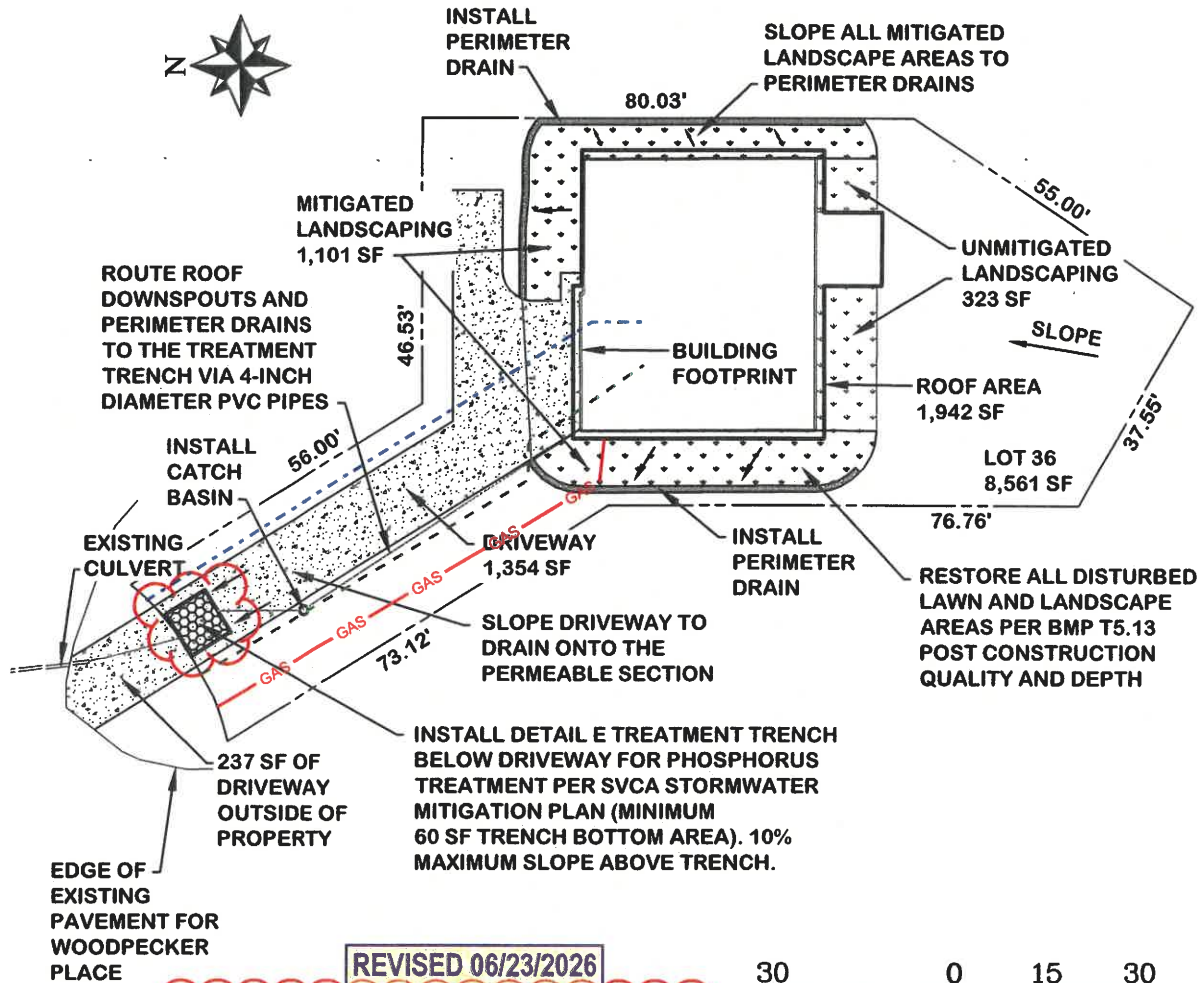 INSTALL
PERIMETER
DRAIN
SLOPE ALL MITIGATED
LANDSCAPE AREAS TO
PERIMETER DRAINS
N
80.03'
55.00'
MITIGATED
LANDSCAPING
1,101 SF
UNMITIGATED
LANDSCAPING
323 SF
ROUTE ROOF
DOWNSPOUTS AND
PERIMETER DRAINS
TO THE TREATMENT
TRENCH VIA 4-INCH
DIAMETER PVC PIPES
46.53'
SLOPE
BUILDING
FOOTPRINT
ROOF AREA
1,942 SF
37.55'
INSTALL
CATCH
BASIN
56.00'
LOT 36
8,561 SF
GAS
76.76'
EXISTING
CULVERT
DRIVEWAY
1,354 SF
GAS
GAS
GAS
GAS
INSTALL
PERIMETER
DRAIN
RESTORE ALL DISTURBED
LAWN AND LANDSCAPE
AREAS PER BMP T5.13
POST CONSTRUCTION
QUALITY AND DEPTH
SLOPE DRIVEWAY TO
DRAIN ONTO THE
PERMEABLE SECTION
73.12'
237 SF OF
DRIVEWAY
OUTSIDE OF
PROPERTY
INSTALL DETAIL E TREATMENT TRENCH
BELOW DRIVEWAY FOR PHOSPHORUS
TREATMENT PER SVCA STORMWATER
MITIGATION PLAN (MINIMUM
60 SF TRENCH BOTTOM AREA). 10%
MAXIMUM SLOPE ABOVE TRENCH.
EDGE OF
EXISTING
PAVEMENT FOR
WOODPECKER
PLACE
REVISED 06/23/2026
30 0 15 30